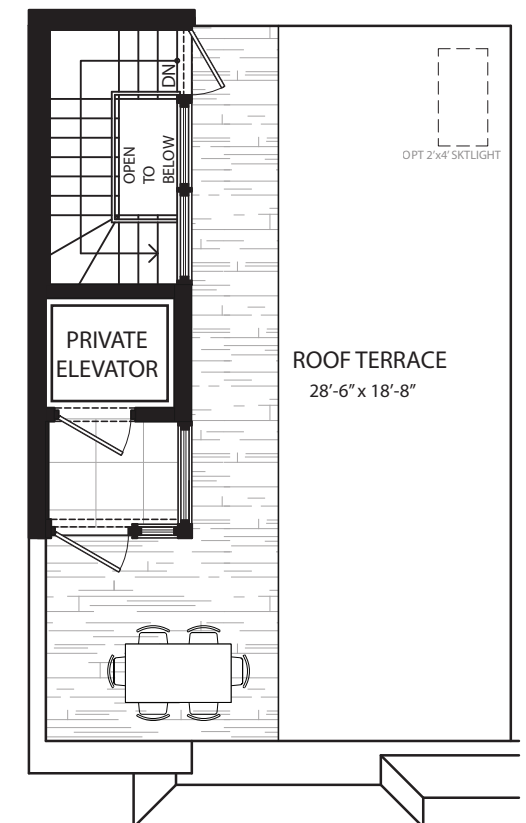 DN
OPEN
TO
BELOW
OPT 2'x4' SKTLIGHT
PRIVATE
ELEVATOR
ROOF TERRACE
28'-6" x 18'-8"